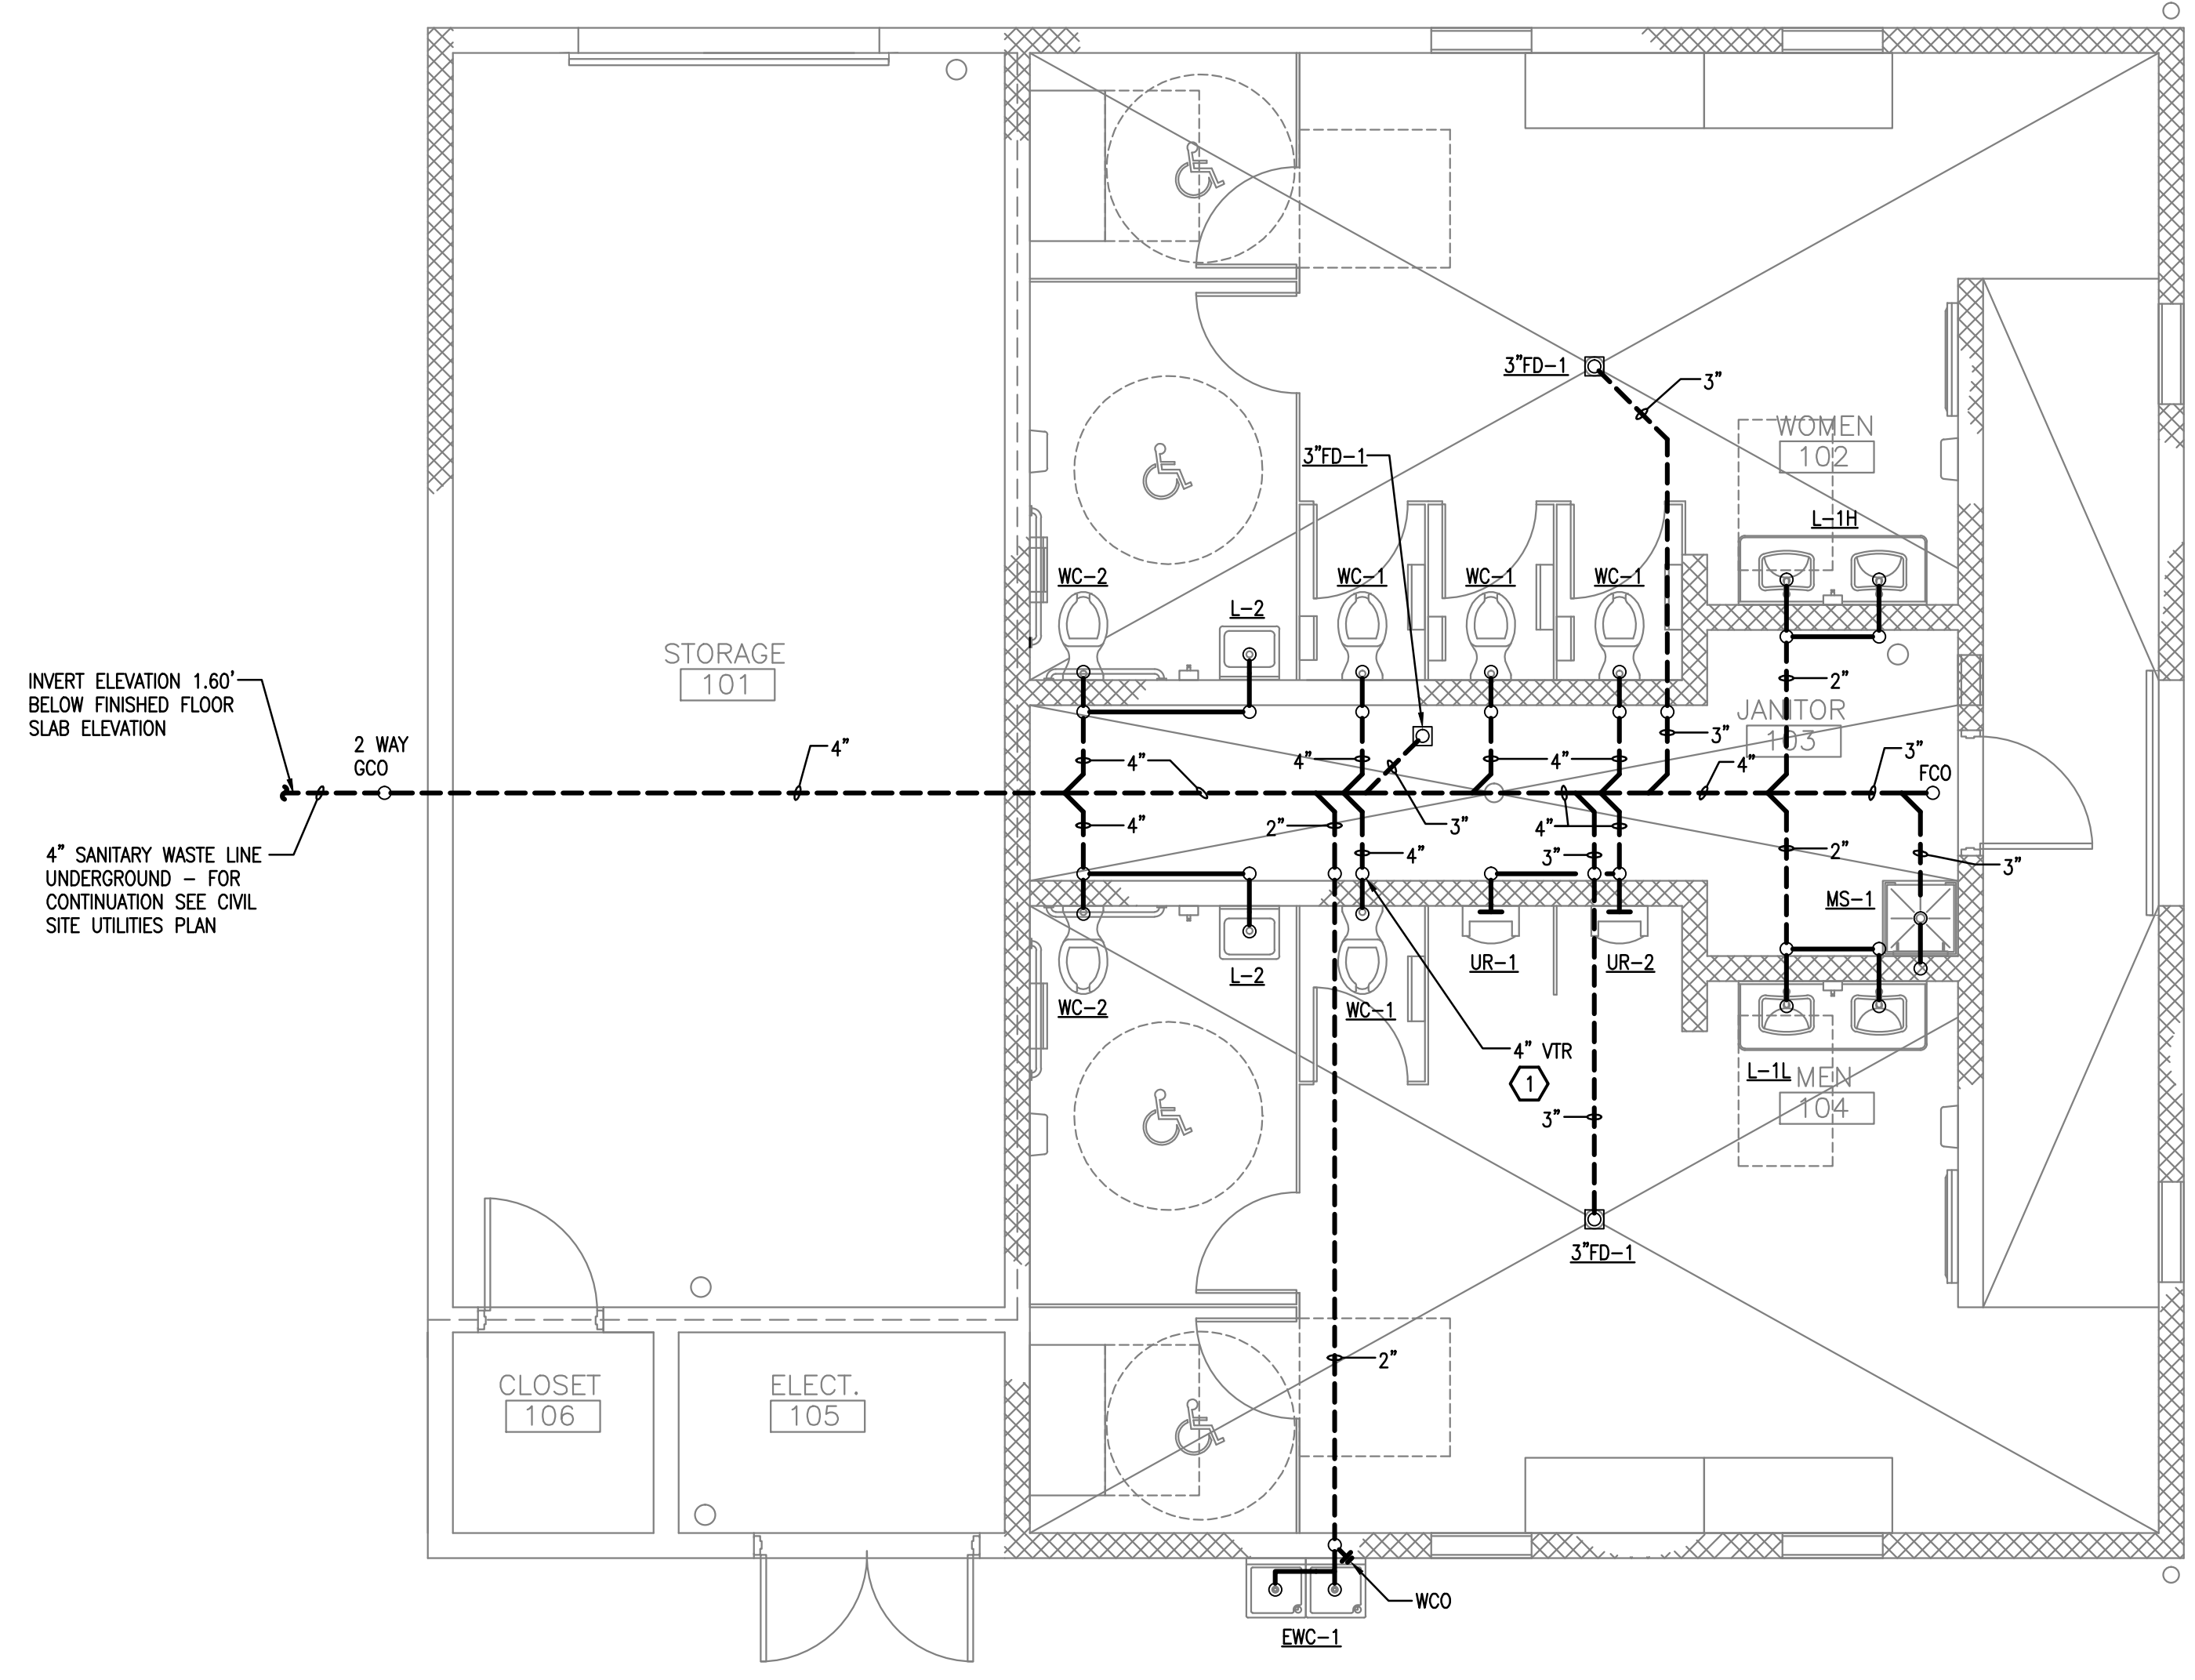 3"FD-1
3"
WOMEN
102
3"FD-1
L-1H
WC-2
WC-1
WC-1
WC-1
L-2
STORAGE
101
INVERT ELEVATION 1.60'
BELOW FINISHED FLOOR
SLAB ELEVATION
2"
JANITOR
103
2 WAY
GCO
4"
4"
4"
4"
3"
4"
3"
FCO
4"
2"
3"
4"
4"
3"
4"
2"
3"
4" SANITARY WASTE LINE
UNDERGROUND - FOR
CONTINUATION SEE CIVIL
SITE UTILITIES PLAN
MS-1
L-2
UR-1
UR-2
WC-2
WC-1
4" VTR
1
L-1L
MEN
104
3"
3"FD-1
2"
CLOSET
106
ELECT.
105
WCO
EWC-1